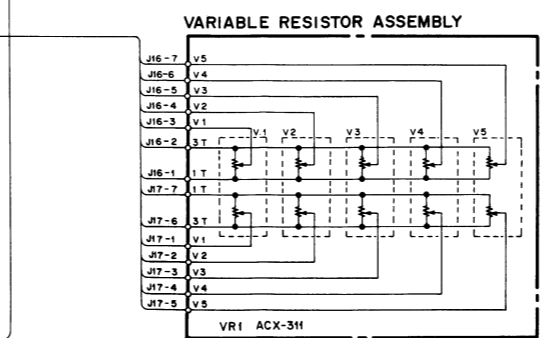 VARIABLE RESISTOR ASSEMBLY
J16-7 V5
J16-6 V4
J16-5 V3
J16-4 V2
J16-3 V1
V.1 V2 V3 V4 V5
J16-2 3T
J16-1 1T
J17-7 1T
J17-6 3T
J17-1 V1
J17-2 V2
J17-3 V3
J17-4 V4
J17-5 V5
VR1 ACX-311